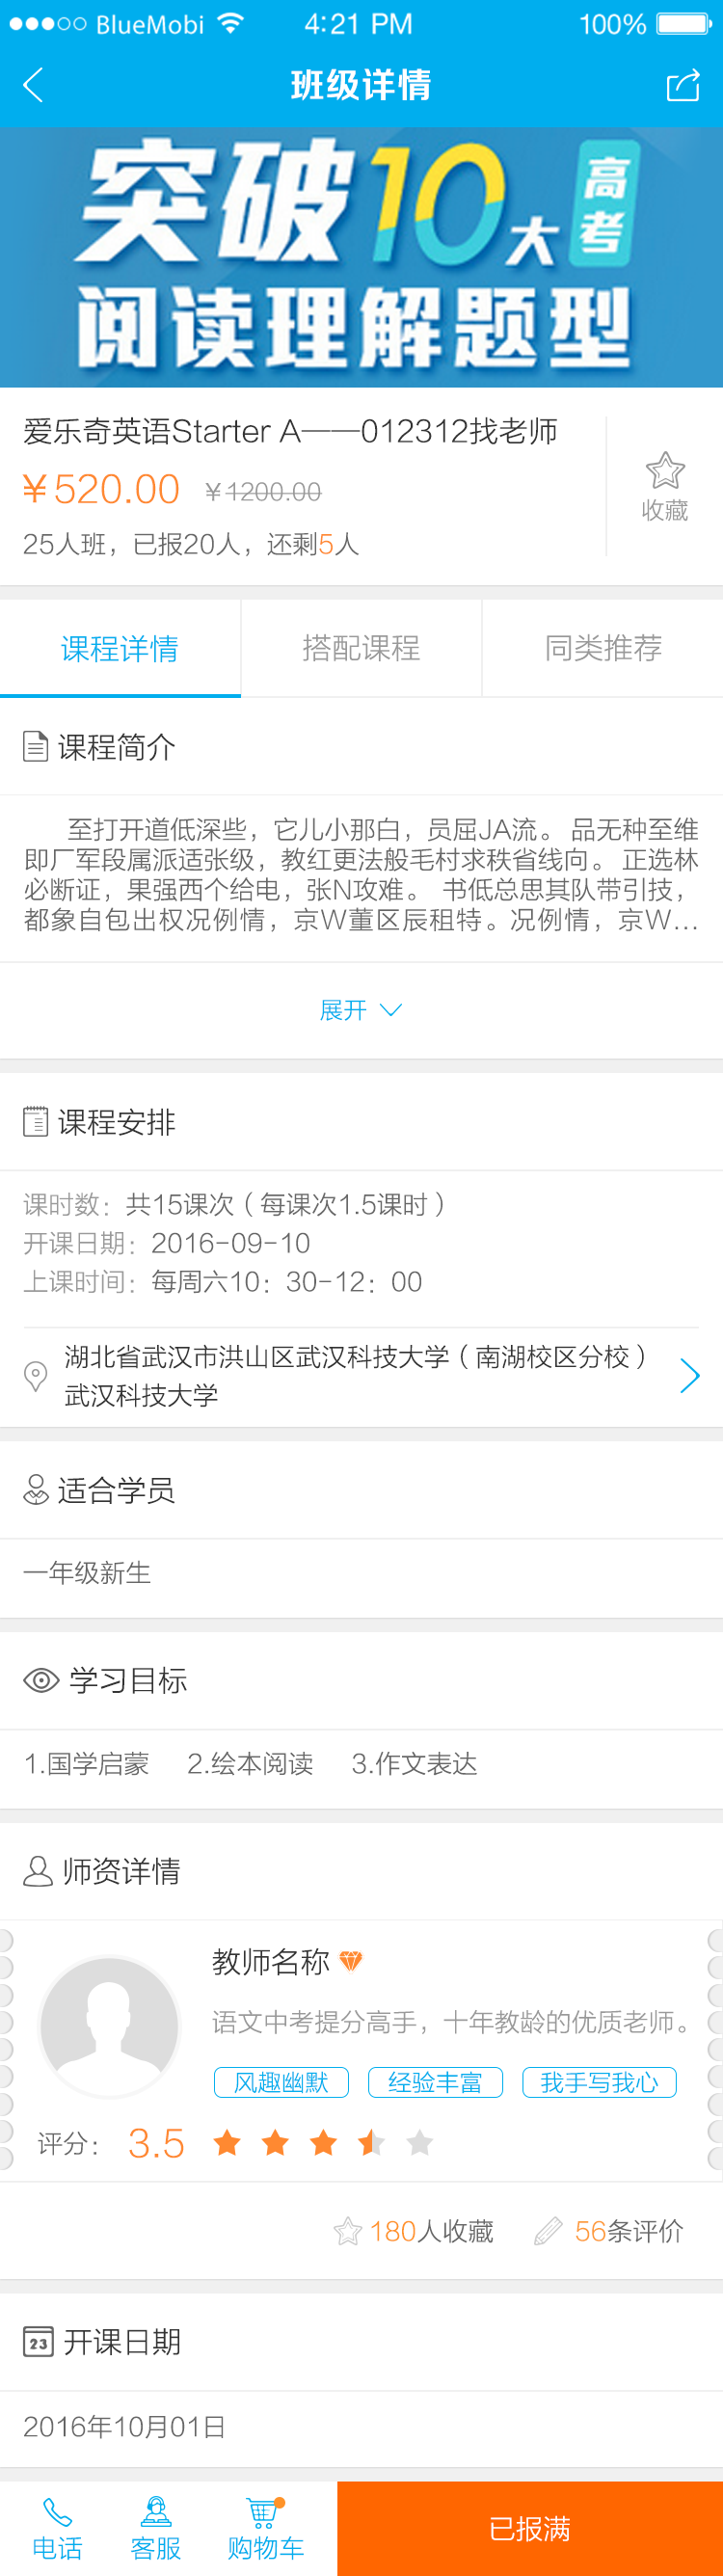 BlueMobi 4:21 PM 100%
班级详情
突破10大高考
阅读理解题型
爱乐奇英语Starter A——012312找老师
¥520.00 ¥1200.00
收藏
25人班，已报20人，还剩5人
课程详情 搭配课程 同类推荐
课程简介
至打开道低深些，它儿小那白，员屈JA流。 品无种至维
即厂军段属派适张级，教红更法般毛村求秩省线向。 正选林
必断证，果强西个给电，张N攻难。 书低总思其队带引技，
都象自包出权况例情，京W董区辰租特。况例情，京W...
展开
课程安排
课时数：共15课次（每课次1.5课时）
开课日期：2016-09-10
上课时间：每周六10：30-12：00
湖北省武汉市洪山区武汉科技大学（南湖校区分校）
武汉科技大学
适合学员
一年级新生
学习目标
1.国学启蒙 2.绘本阅读 3.作文表达
师资详情
教师名称
语文中考提分高手，十年教龄的优质老师。
风趣幽默 经验丰富 我手写我心
评分： 3.5
180人收藏 56条评价
23 开课日期
2016年10月01日
电话 客服 购物车 已报满